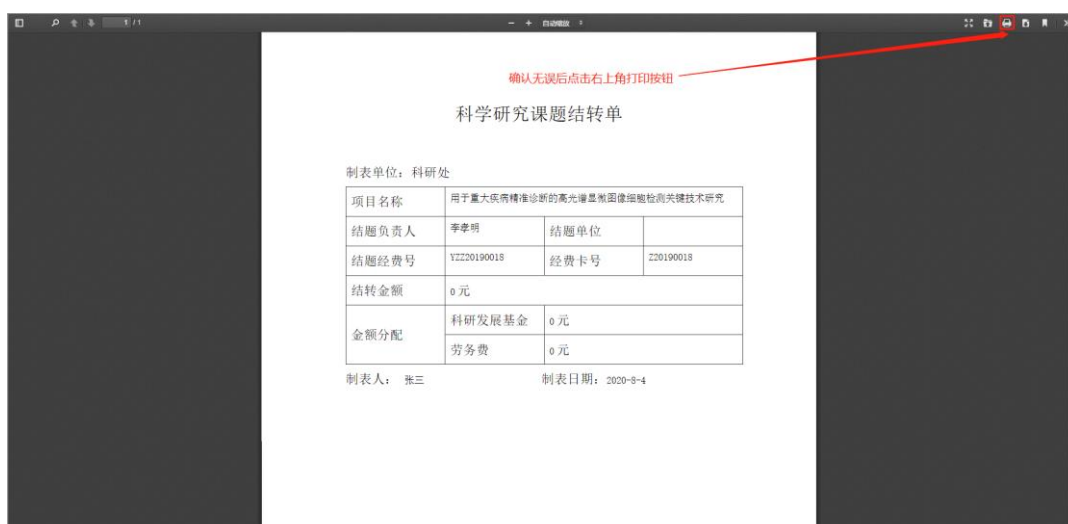 1 / 1
自动缩放
确认无误后点击右上角打印按钮
科学研究课题结转单
制表单位：科研处
项目名称 用于重大疾病精准诊断的高光谱显微图像细胞检测关键技术研究
结题负责人 李孝明 结题单位
结题经费号 YZZ20190018 经费卡号 Z20190018
结转金额 0元
金额分配 科研发展基金 0元
劳务费 0元
制表人： 张三 制表日期：2020-8-4